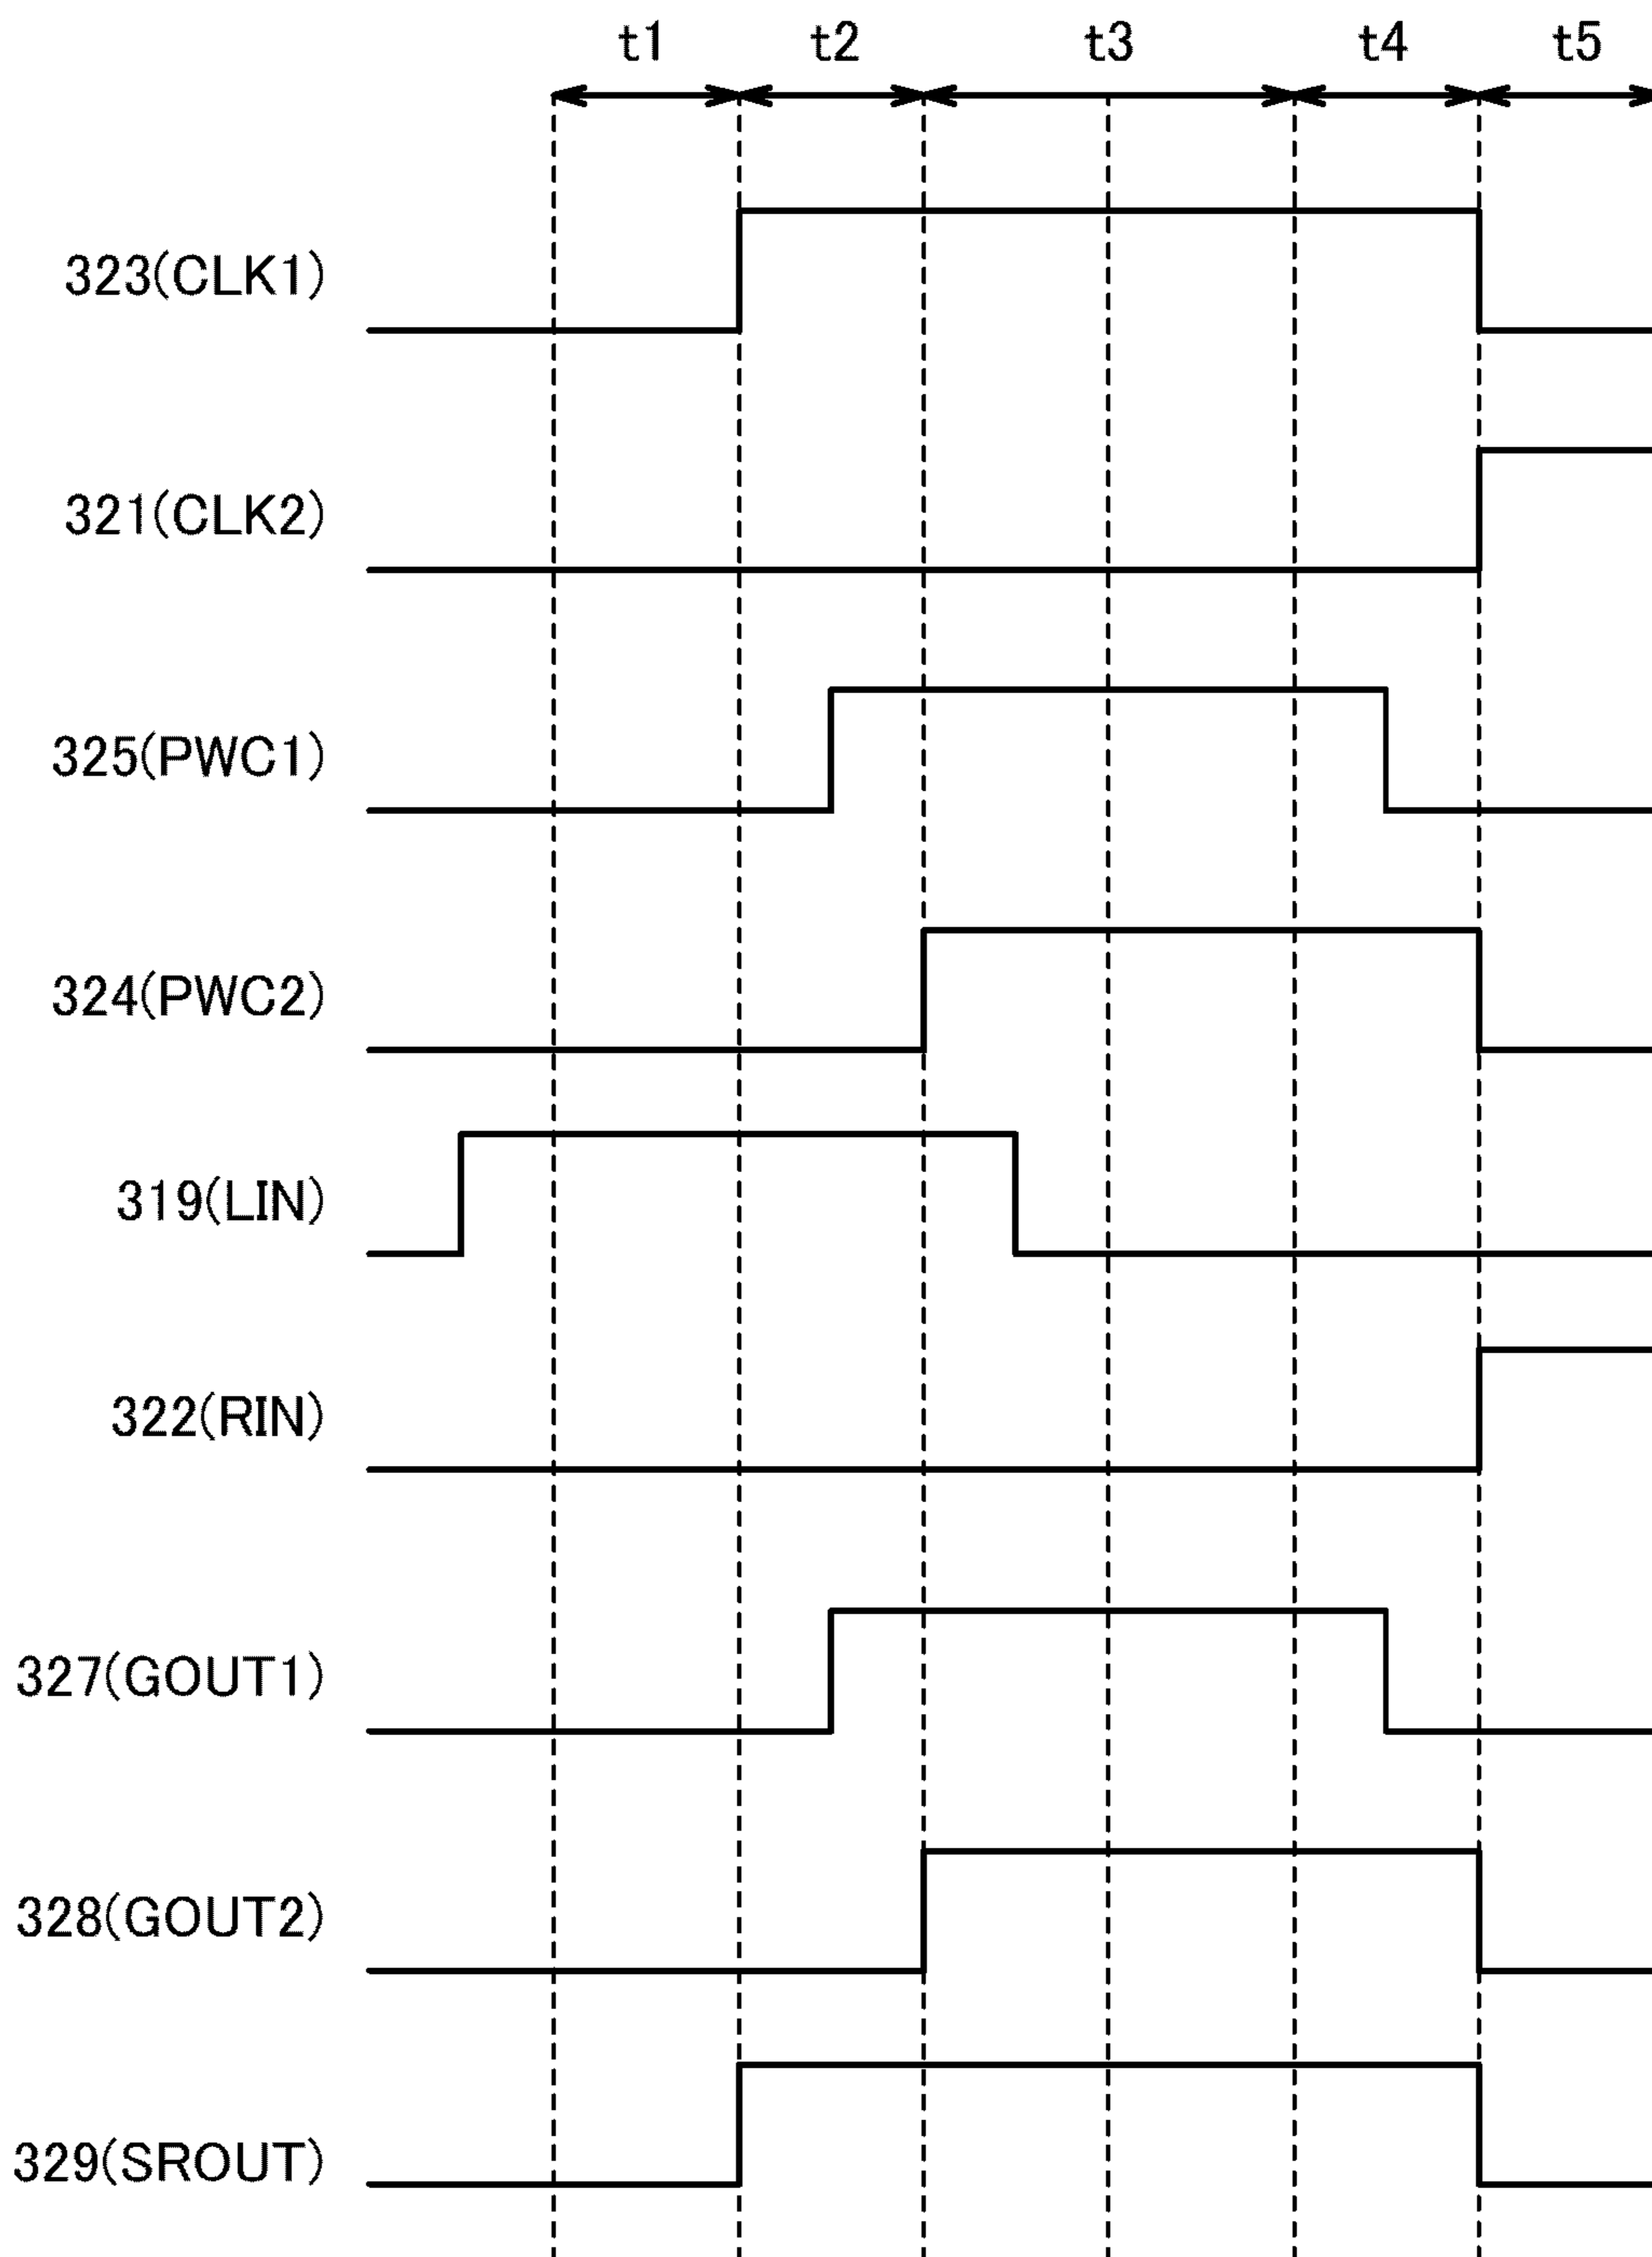 t1 t2 t3 t4 t5
323(CLK1)
321(CLK2)
325(PWC1)
324(PWC2)
319(LIN)
322(RIN)
327(GOUT1)
328(GOUT2)
329(SROUT)